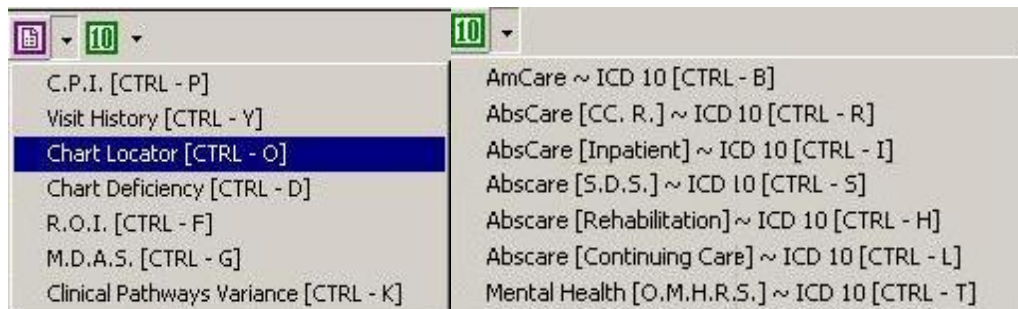 10
C.P.I. [CTRL - P]
Visit History [CTRL - Y]
Chart Locator [CTRL - O]
Chart Deficiency [CTRL - D]
R.O.I. [CTRL - F]
M.D.A.S. [CTRL - G]
Clinical Pathways Variance [CTRL - K]
10
AmCare ~ ICD 10 [CTRL - B]
AbsCare [CC. R.] ~ ICD 10 [CTRL - R]
AbsCare [Inpatient] ~ ICD 10 [CTRL - I]
Abscare [S.D.S.] ~ ICD 10 [CTRL - S]
Abscare [Rehabilitation] ~ ICD 10 [CTRL - H]
Abscare [Continuing Care] ~ ICD 10 [CTRL - L]
Mental Health [O.M.H.R.S.] ~ ICD 10 [CTRL - T]